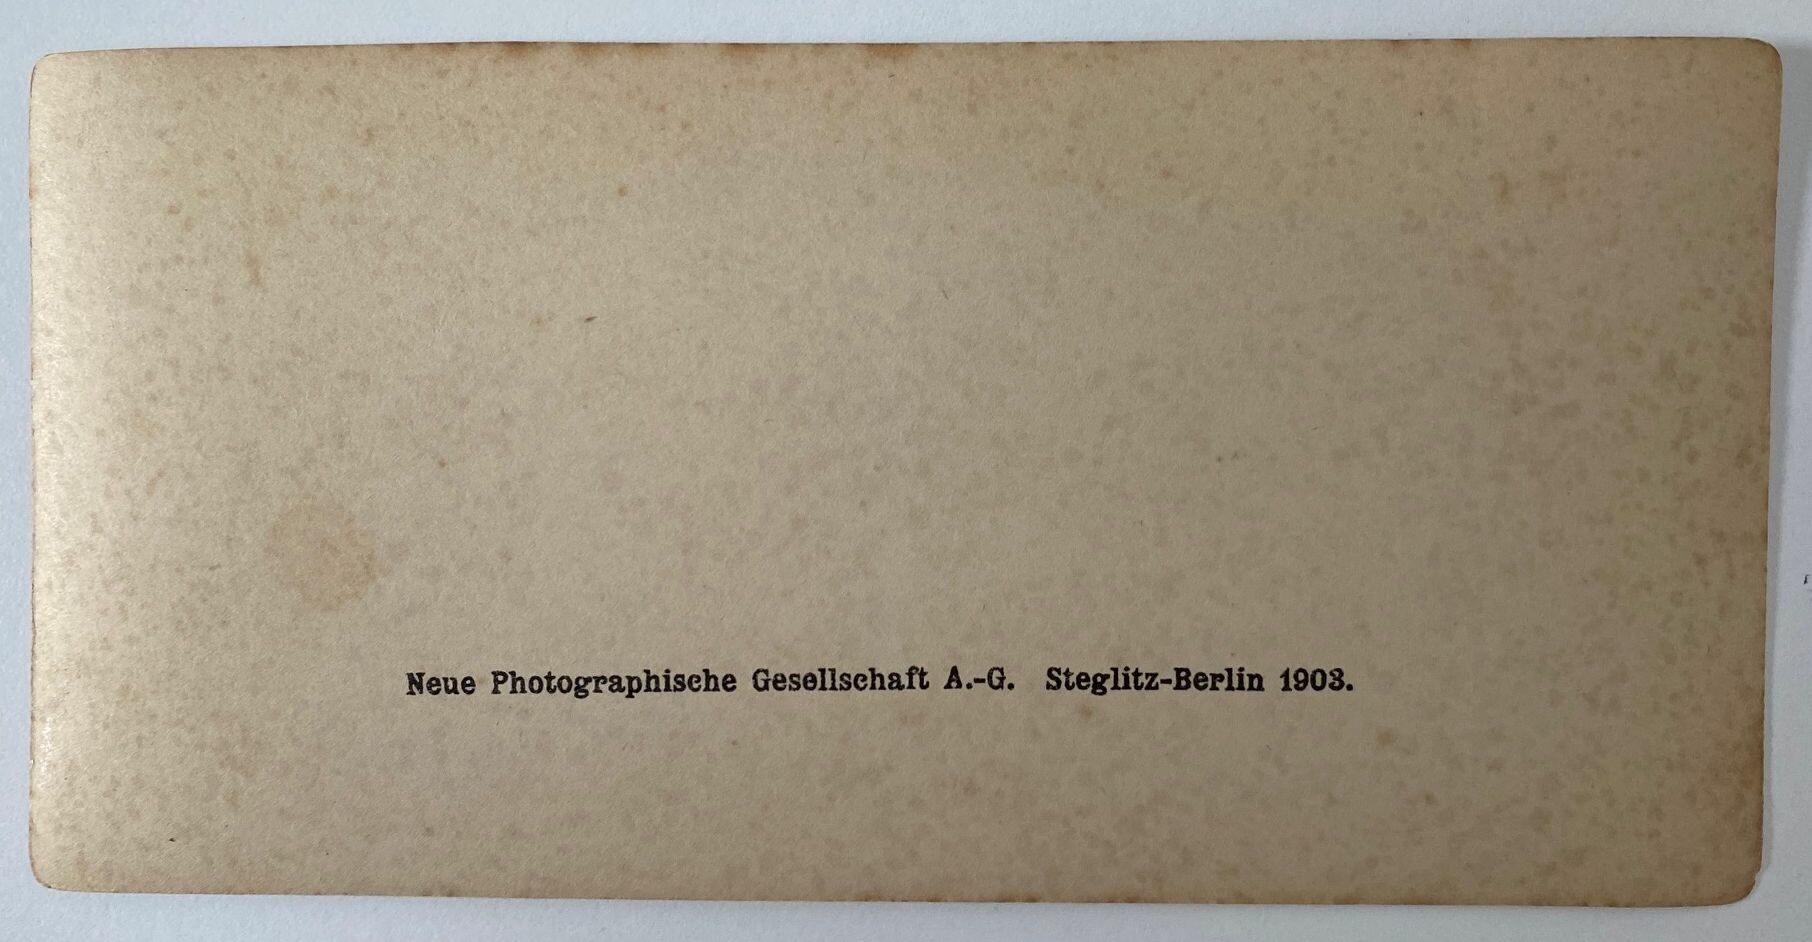 Neue Photographische Gesellschaft A.-G. Steglitz-Berlin 1903.